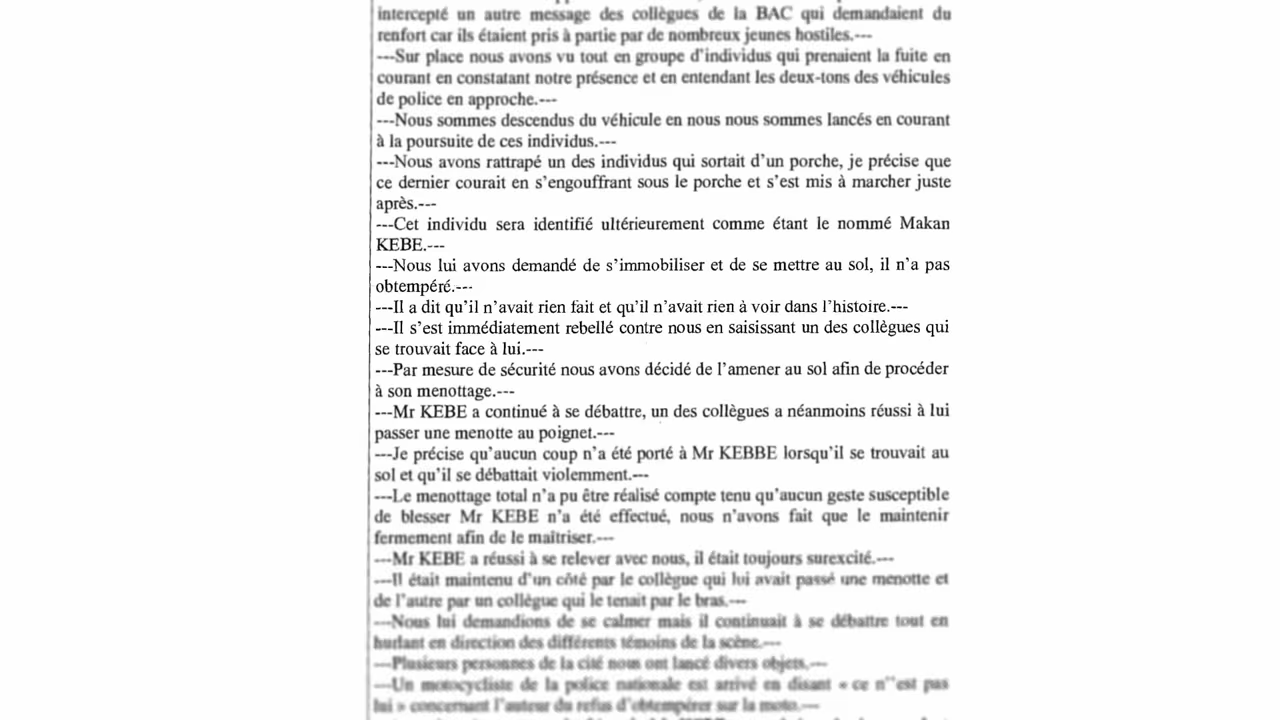 intercepté un autre message des collègues de la BAC qui demandaient du
renfort car ils étaient pris à partie par de nombreux jeunes hostiles.---
---Sur place nous avons vu tout en groupe d'individus qui prenaient la fuite en
courant en constatant notre présence et en entendant les deux-tons des véhicules
de police en approche.---
---Nous sommes descendus du véhicule en nous nous sommes lancés en courant
à la poursuite de ces individus.---
---Nous avons rattrapé un des individus qui sortait d'un porche, je précise que
ce dernier courait en s'engouffrant sous le porche et s'est mis à marcher juste
après.---
---Cet individu sera identifié ultérieurement comme étant le nommé Makan
KEBE.---
---Nous lui avons demandé de s'immobiliser et de se mettre au sol, il n'a pas
obtempéré.---
---Il a dit qu'il n'avait rien fait et qu'il n'avait rien à voir dans l'histoire.---
---Il s'est immédiatement rebellé contre nous en saisissant un des collègues qui
se trouvait face à lui.---
---Par mesure de sécurité nous avons décidé de l'amener au sol afin de procéder
à son menottage.---
---Mr KEBE a continué à se débattre, un des collègues a néanmoins réussi à lui
passer une menotte au poignet.---
---Je précise qu'aucun coup n'a été porté à Mr KEBBE lorsqu'il se trouvait au
sol et qu'il se débattait violemment.---
---Le menottage total n'a pu être réalisé compte tenu qu'aucun geste susceptible
de blesser Mr KEBE n'a été effectué, nous n'avons fait que le maintenir
fermement afin de le maîtriser.---
---Mr KEBE a réussi à se relever avec nous, il était toujours surexcité.---
---Il était maintenu d'un côté par le collègue qui lui avait passé une menotte et
de l'autre par un collègue qui le tenait par le bras.---
---Nous lui demandions de se calmer mais il continuait à se débattre tout en
hurlant en direction des différents témoins de la scène.---
---Plusieurs personnes de la cité nous ont lancé divers objets.---
---Un motocycliste de la police nationale est arrivé en disant « ce n''est pas
lui » concernant l'auteur du refus d'obtempérer sur la moto.---